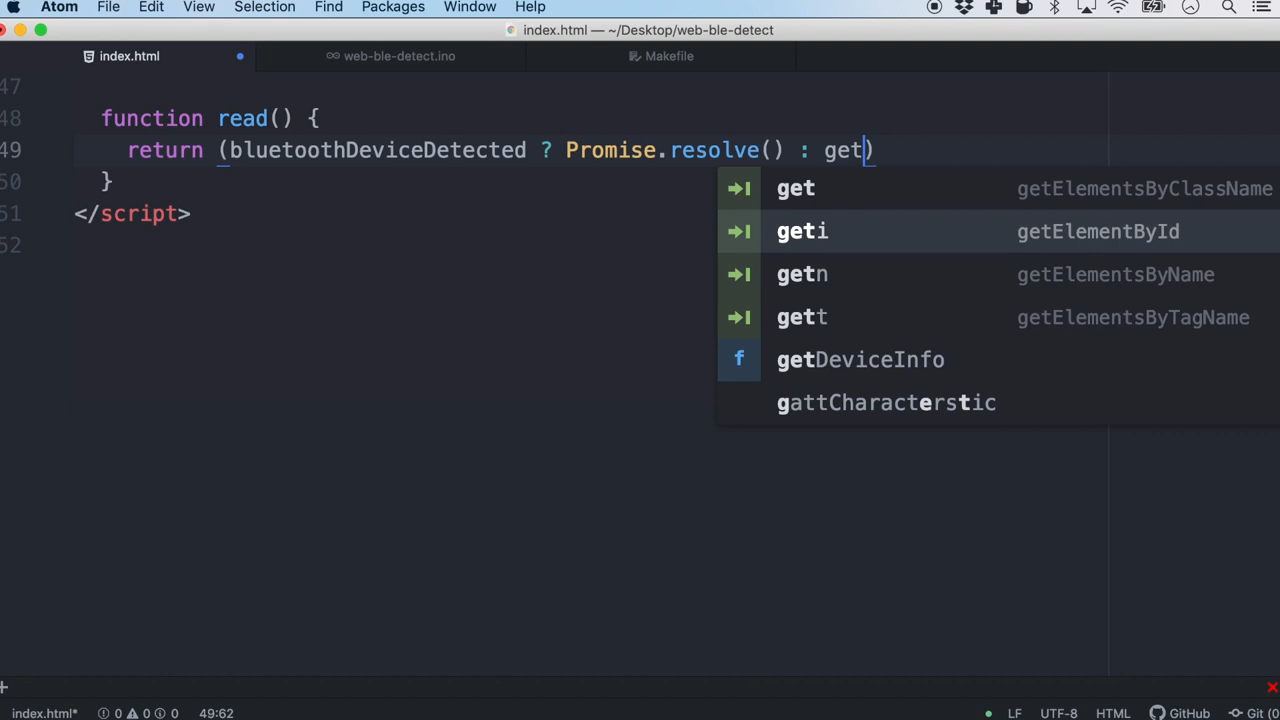 Atom File Edit View Selection Find Packages Window Help
index.html — ~/Desktop/web-ble-detect
index.html web-ble-detect.ino Makefile
47
48 function read() {
49 return (bluetoothDeviceDetected ? Promise.resolve() : get)
50 }
51 </script>
52
get getElementsByClassName
geti getElementById
getn getElementsByName
gett getElementsByTagName
f getDeviceInfo
gattCharacterstic
index.html* 0 0 0 49:62 LF UTF-8 HTML GitHub Git (0